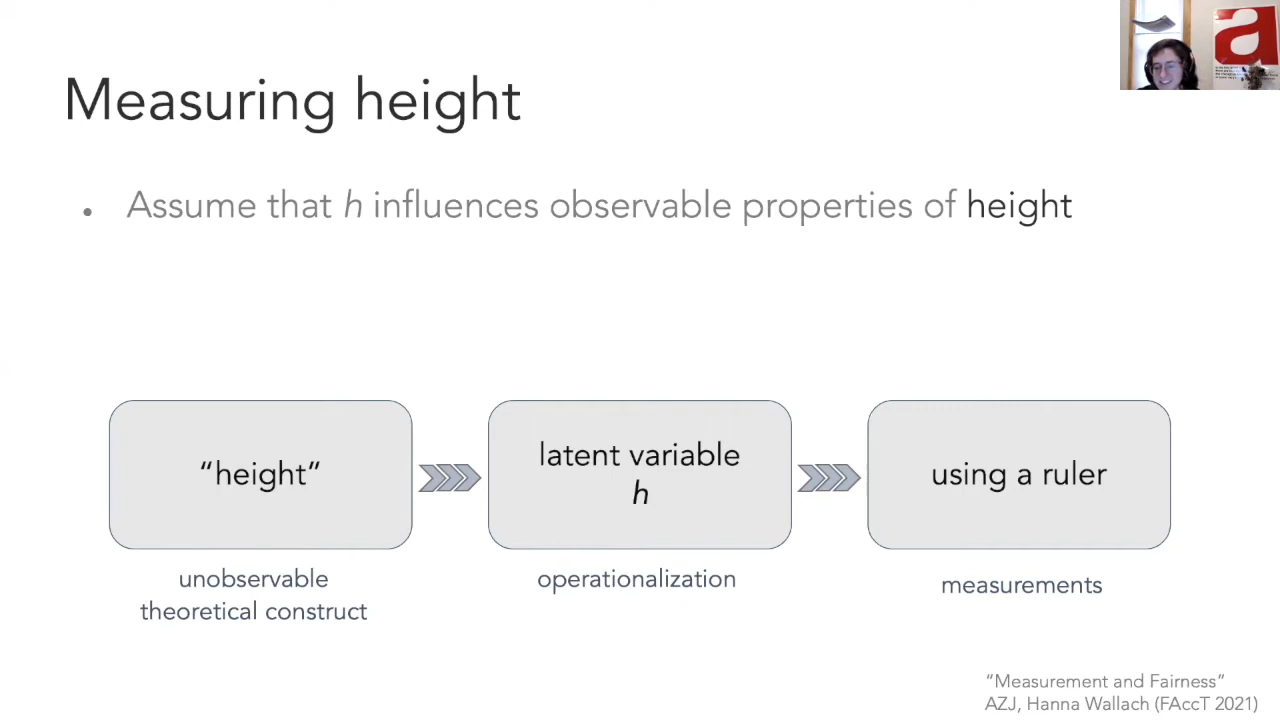 Measuring height
• Assume that h influences observable properties of height
“height”
latent variable
h
using a ruler
unobservable
theoretical construct
operationalization
measurements
“Measurement and Fairness”
AZJ, Hanna Wallach (FAccT 2021)
a